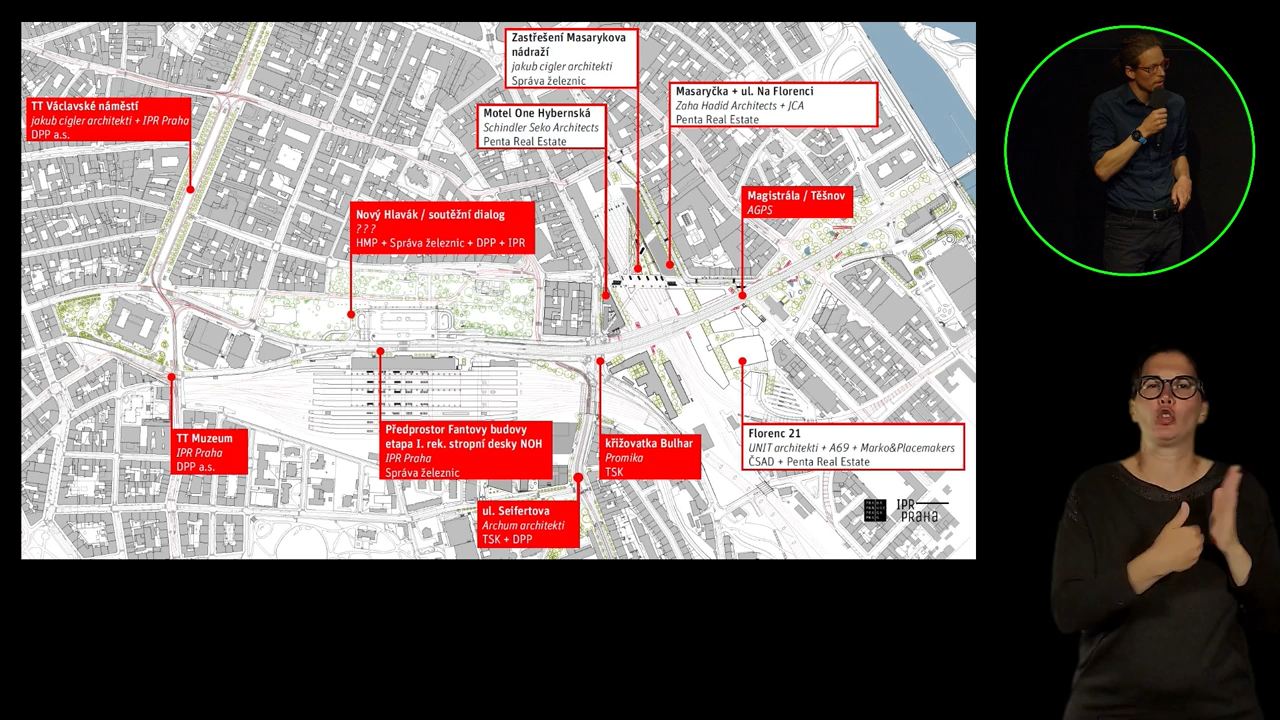 Zastřešení Masarykova
nádraží
jakub cigler architekti
Správa železnic
Masaryčka + ul. Na Florenci
Zaha Hadid Architects + JCA
Penta Real Estate
TT Václavské náměstí
jakub cigler architekti + IPR Praha
DPP a.s.
Motel One Hybernská
Schindler Seko Architects
Penta Real Estate
Magistrála / Těšnov
AGPS
Nový Hlavák / soutěžní dialog
???
HMP + Správa železnic + DPP + IPR
Předprostor Fantovy budovy
etapa I. rek. stropní desky NOH
IPR Praha
Správa železnic
TT Muzeum
IPR Praha
DPP a.s.
křižovatka Bulhar
Promika
TSK
Florenc 21
UNIT architekti + A69 + Marko&Placemakers
ČSAD + Penta Real Estate
ul. Seifertova
Archum architekti
TSK + DPP
IPR
PRAHA